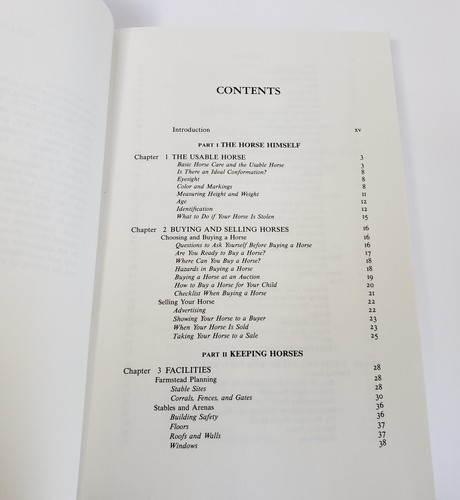 CONTENTS
Introduction xv
PART I THE HORSE HIMSELF
Chapter 1 THE USABLE HORSE 3
Basic Horse Care and the Usable Horse 3
Is There an Ideal Conformation? 8
Eyesight 8
Color and Markings 8
Measuring Height and Weight 11
Age 12
Identification 12
What to Do if Your Horse Is Stolen 15
Chapter 2 BUYING AND SELLING HORSES 16
Choosing and Buying a Horse 16
Questions to Ask Yourself Before Buying a Horse 16
Are You Ready to Buy a Horse? 17
Where Can You Buy a Horse? 18
Hazards in Buying a Horse 18
Buying a Horse at an Auction 19
How to Buy a Horse for Your Child 20
Checklist When Buying a Horse 21
Selling Your Horse 22
Advertising 22
Showing Your Horse to a Buyer 23
When Your Horse Is Sold 23
Taking Your Horse to a Sale 25
PART II KEEPING HORSES
Chapter 3 FACILITIES 28
Farmstead Planning 28
Stable Sites 28
Corrals, Fences, and Gates 30
Stables and Arenas 36
Building Safety 36
Floors 37
Roofs and Walls 37
Windows 38